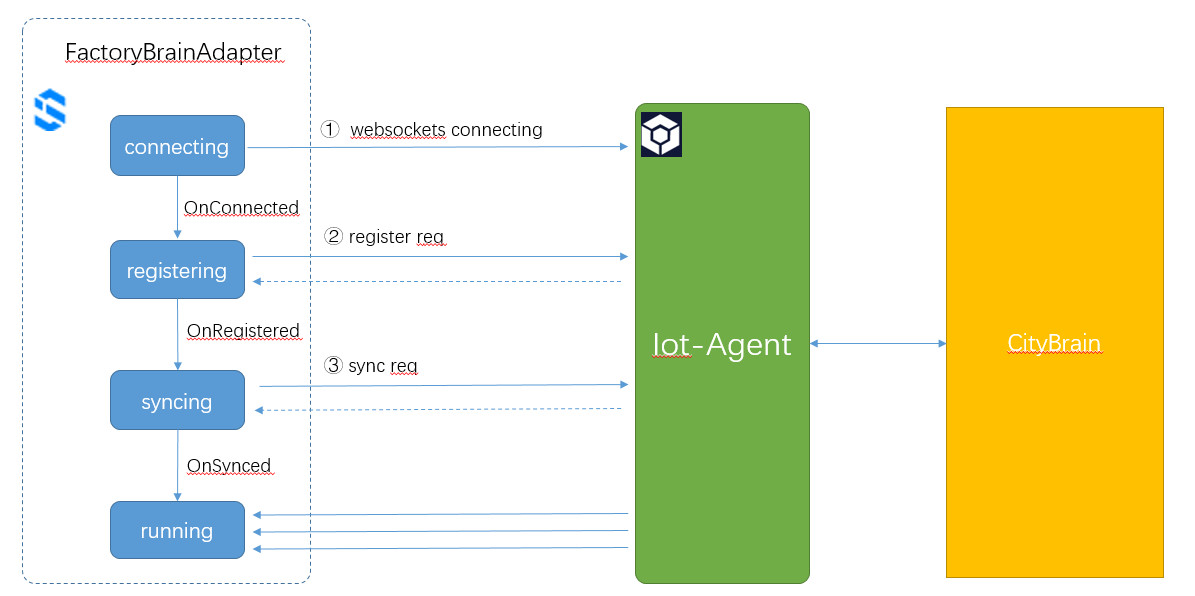 FactoryBrainAdapter
connecting
① websockets connecting
OnConnected
② register req
registering
OnRegistered
Iot-Agent
CityBrain
③ sync req
syncing
OnSynced
running